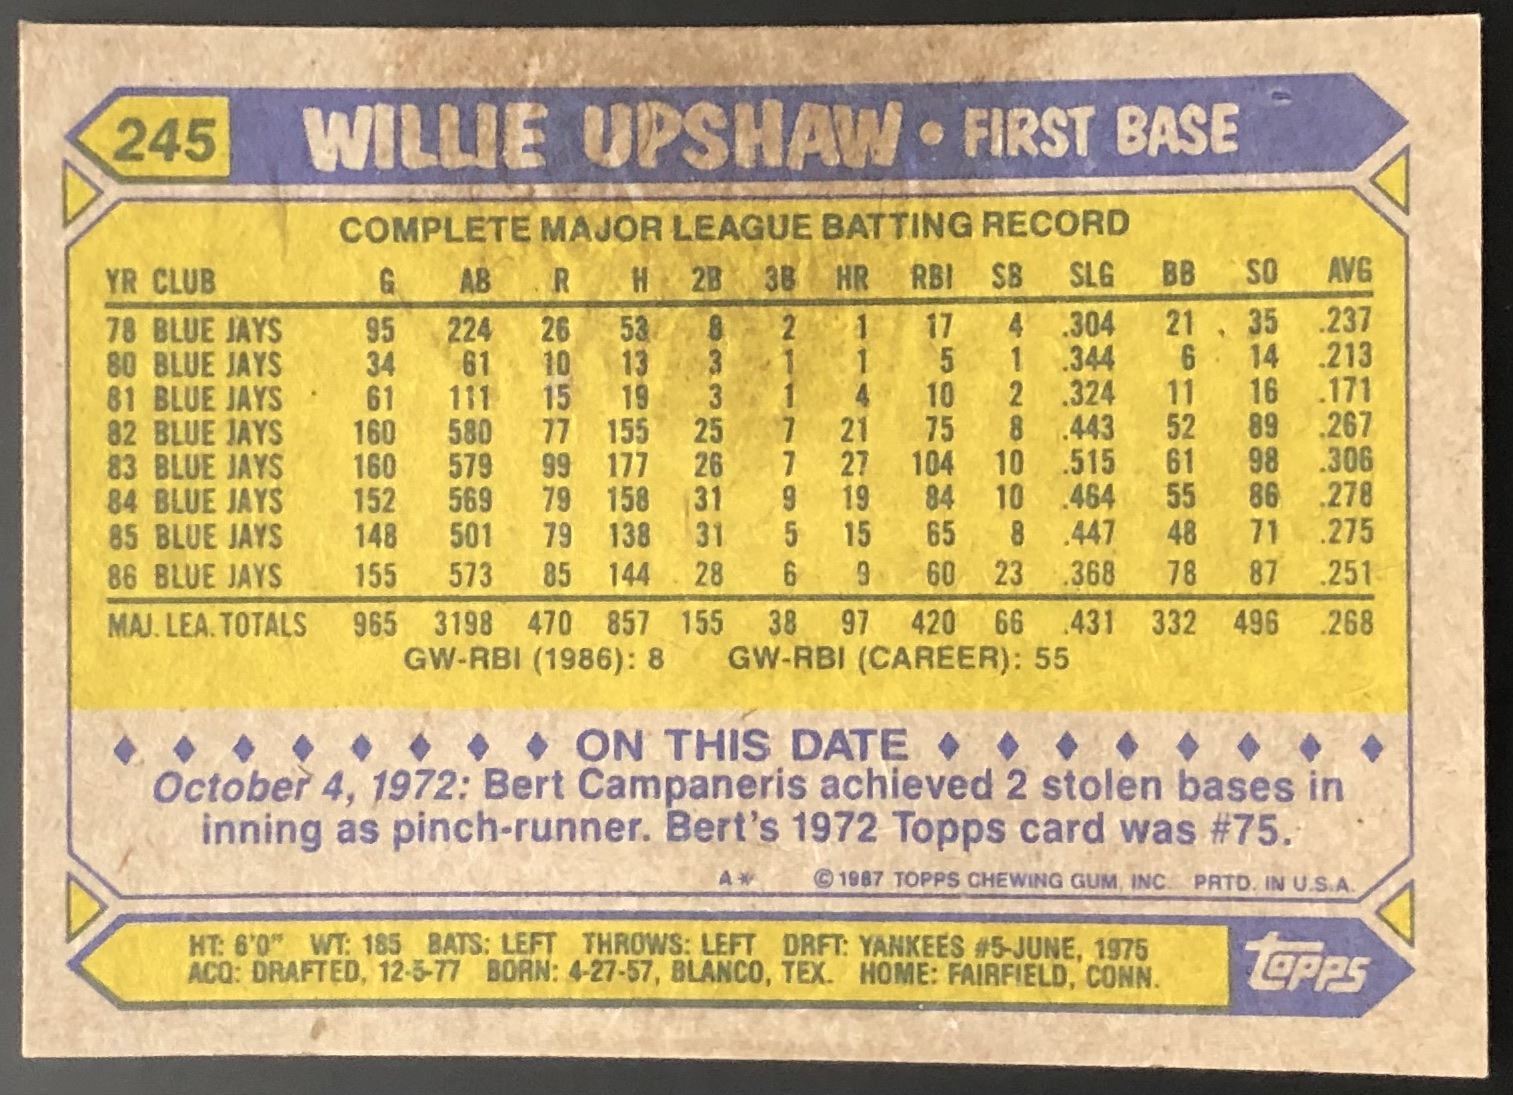 245 WILLIE UPSHAW • FIRST BASE
COMPLETE MAJOR LEAGUE BATTING RECORD
YR CLUB G AB R H 2B 3B HR RBI SB SLG BB SO AVG
78 BLUE JAYS 95 224 26 53 8 2 1 17 4 .304 21 35 .237
80 BLUE JAYS 34 61 10 13 3 1 1 5 1 .344 6 14 .213
81 BLUE JAYS 61 111 15 19 3 1 4 10 2 .324 11 16 .171
82 BLUE JAYS 160 580 77 155 25 7 21 75 8 .443 52 89 .267
83 BLUE JAYS 160 579 99 177 26 7 27 104 10 .515 61 98 .306
84 BLUE JAYS 152 569 79 158 31 9 19 84 10 .464 55 86 .278
85 BLUE JAYS 148 501 79 138 31 5 15 65 8 .447 48 71 .275
86 BLUE JAYS 155 573 85 144 28 6 9 60 23 .368 78 87 .251
MAJ. LEA. TOTALS 965 3198 470 857 155 38 97 420 66 .431 332 496 .268
GW-RBI (1986): 8 GW-RBI (CAREER): 55
ON THIS DATE
October 4, 1972: Bert Campaneris achieved 2 stolen bases in
inning as pinch-runner. Bert's 1972 Topps card was #75.
A* © 1987 TOPPS CHEWING GUM, INC. PRTD. IN U.S.A.
HT: 6'0" WT: 185 BATS: LEFT THROWS: LEFT DRFT: YANKEES #5-JUNE, 1975
ACQ: DRAFTED, 12-5-77 BORN: 4-27-57, BLANCO, TEX. HOME: FAIRFIELD, CONN.
topps